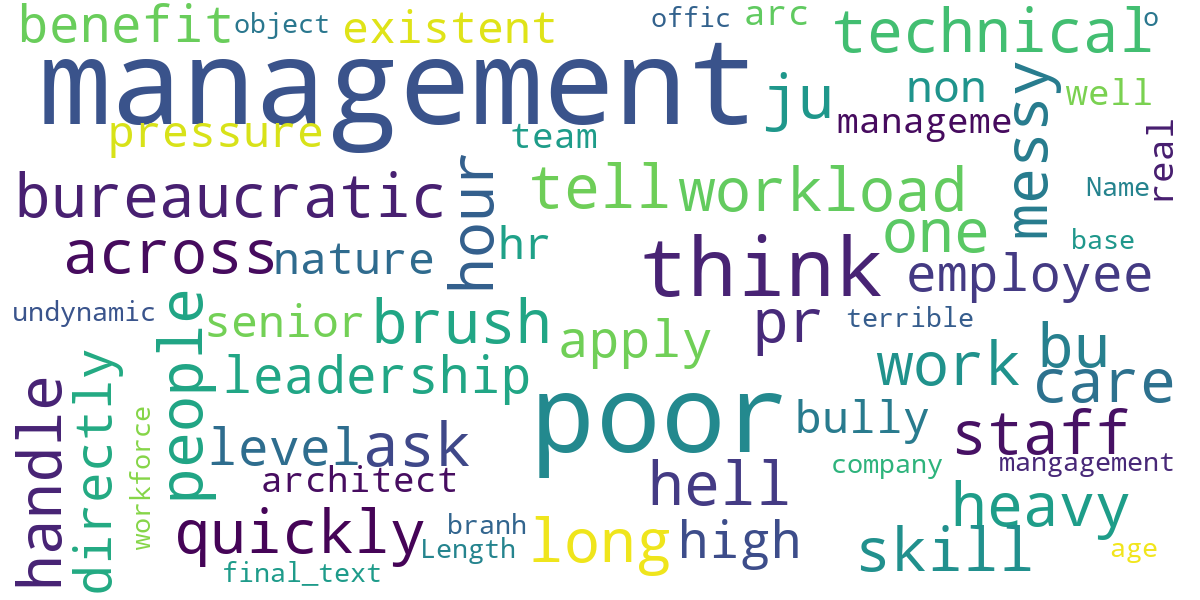 benefit
object
existent
offic
arc
technical
o
management
ju
non
messy
well
pressure
team
manageme
real
bureaucratic
hour
tell
workload
Name
across
nature
hr
one
base
think
employee
undynamic
people
senior
brush
apply
pr
terrible
bu
handle
directly
leadership
work
care
workforce
level
ask
poor
bully
staff
architect
hell
company
mangagement
quickly
branh
Length
long
high
heavy
skill
age
final_text